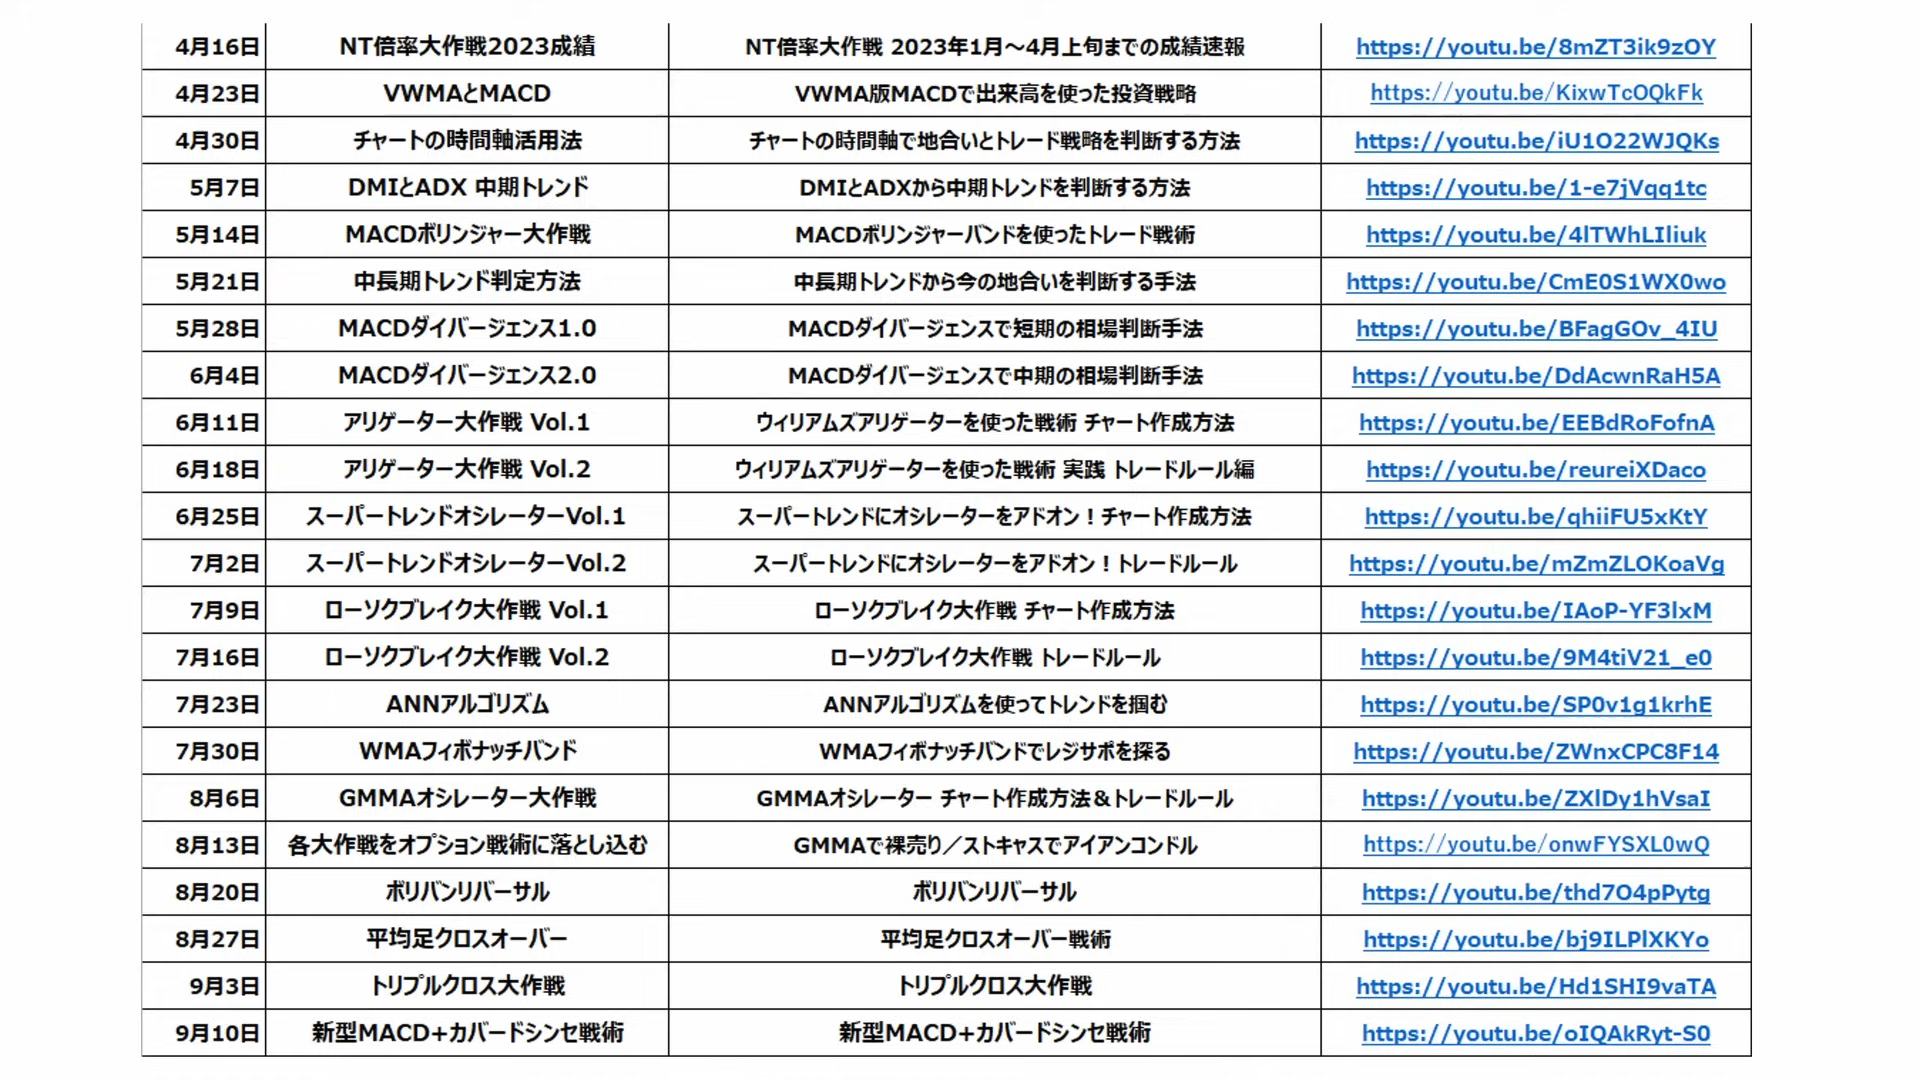 4月16日 NT倍率大作戦2023成績 NT倍率大作戦 2023年1月～4月上旬までの成績速報 https://youtu.be/8mZT3ik9zOY
4月23日 VWMAとMACD VWMA版MACDで出来高を使った投資戦略 https://youtu.be/KixwTcOQkFk
4月30日 チャートの時間軸活用法 チャートの時間軸で地合いとトレード戦略を判断する方法 https://youtu.be/iU1O22WJQKs
5月7日 DMIとADX 中期トレンド DMIとADXから中期トレンドを判断する方法 https://youtu.be/1-e7jVqq1tc
5月14日 MACDボリンジャー大作戦 MACDボリンジャーバンドを使ったトレード戦術 https://youtu.be/4lTWhLIliuk
5月21日 中長期トレンド判定方法 中長期トレンドから今の地合いを判断する手法 https://youtu.be/CmE0S1WX0wo
5月28日 MACDダイバージェンス1.0 MACDダイバージェンスで短期の相場判断手法 https://youtu.be/BFagGOv_4IU
6月4日 MACDダイバージェンス2.0 MACDダイバージェンスで中期の相場判断手法 https://youtu.be/DdAcwnRaH5A
6月11日 アリゲーター大作戦 Vol.1 ウィリアムズアリゲーターを使った戦術 チャート作成方法 https://youtu.be/EEBdRoFofnA
6月18日 アリゲーター大作戦 Vol.2 ウィリアムズアリゲーターを使った戦術 実践 トレードルール編 https://youtu.be/reureiXDaco
6月25日 スーパートレンドオシレーターVol.1 スーパートレンドにオシレーターをアドオン！チャート作成方法 https://youtu.be/qhiiFU5xKtY
7月2日 スーパートレンドオシレーターVol.2 スーパートレンドにオシレーターをアドオン！トレードルール https://youtu.be/mZmZLOKoaVg
7月9日 ローソクブレイク大作戦 Vol.1 ローソクブレイク大作戦 チャート作成方法 https://youtu.be/IAoP-YF3lxM
7月16日 ローソクブレイク大作戦 Vol.2 ローソクブレイク大作戦 トレードルール https://youtu.be/9M4tiV21_e0
7月23日 ANNアルゴリズム ANNアルゴリズムを使ってトレンドを掴む https://youtu.be/SP0v1g1krhE
7月30日 WMAフィボナッチバンド WMAフィボナッチバンドでレジサポを探る https://youtu.be/ZWnxCPC8F14
8月6日 GMMAオシレーター大作戦 GMMAオシレーター チャート作成方法＆トレードルール https://youtu.be/ZXlDy1hVsaI
8月13日 各大作戦をオプション戦術に落とし込む GMMAで裸売り／ストキャスでアイアンコンドル https://youtu.be/onwFYSXL0wQ
8月20日 ボリバンリバーサル ボリバンリバーサル https://youtu.be/thd7O4pPytg
8月27日 平均足クロスオーバー 平均足クロスオーバー戦術 https://youtu.be/bj9ILPlXKYo
9月3日 トリプルクロス大作戦 トリプルクロス大作戦 https://youtu.be/Hd1SHI9vaTA
9月10日 新型MACD+カバードシンセ戦術 新型MACD+カバードシンセ戦術 https://youtu.be/oIQAkRyt-S0